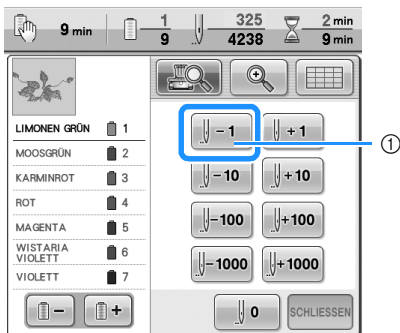 9 min
1
9
325
4238
2 min
9 min
LIMONEN GRÜN 1
MOOSGRÜN 2
KARMINROT 3
ROT 4
MAGENTA 5
WISTARIA
VIOLETT 6
VIOLETT 7
- 1
+ 1
①
- 10
+ 10
- 100
+ 100
- 1000
+ 1000
- +
0
SCHLIESSEN